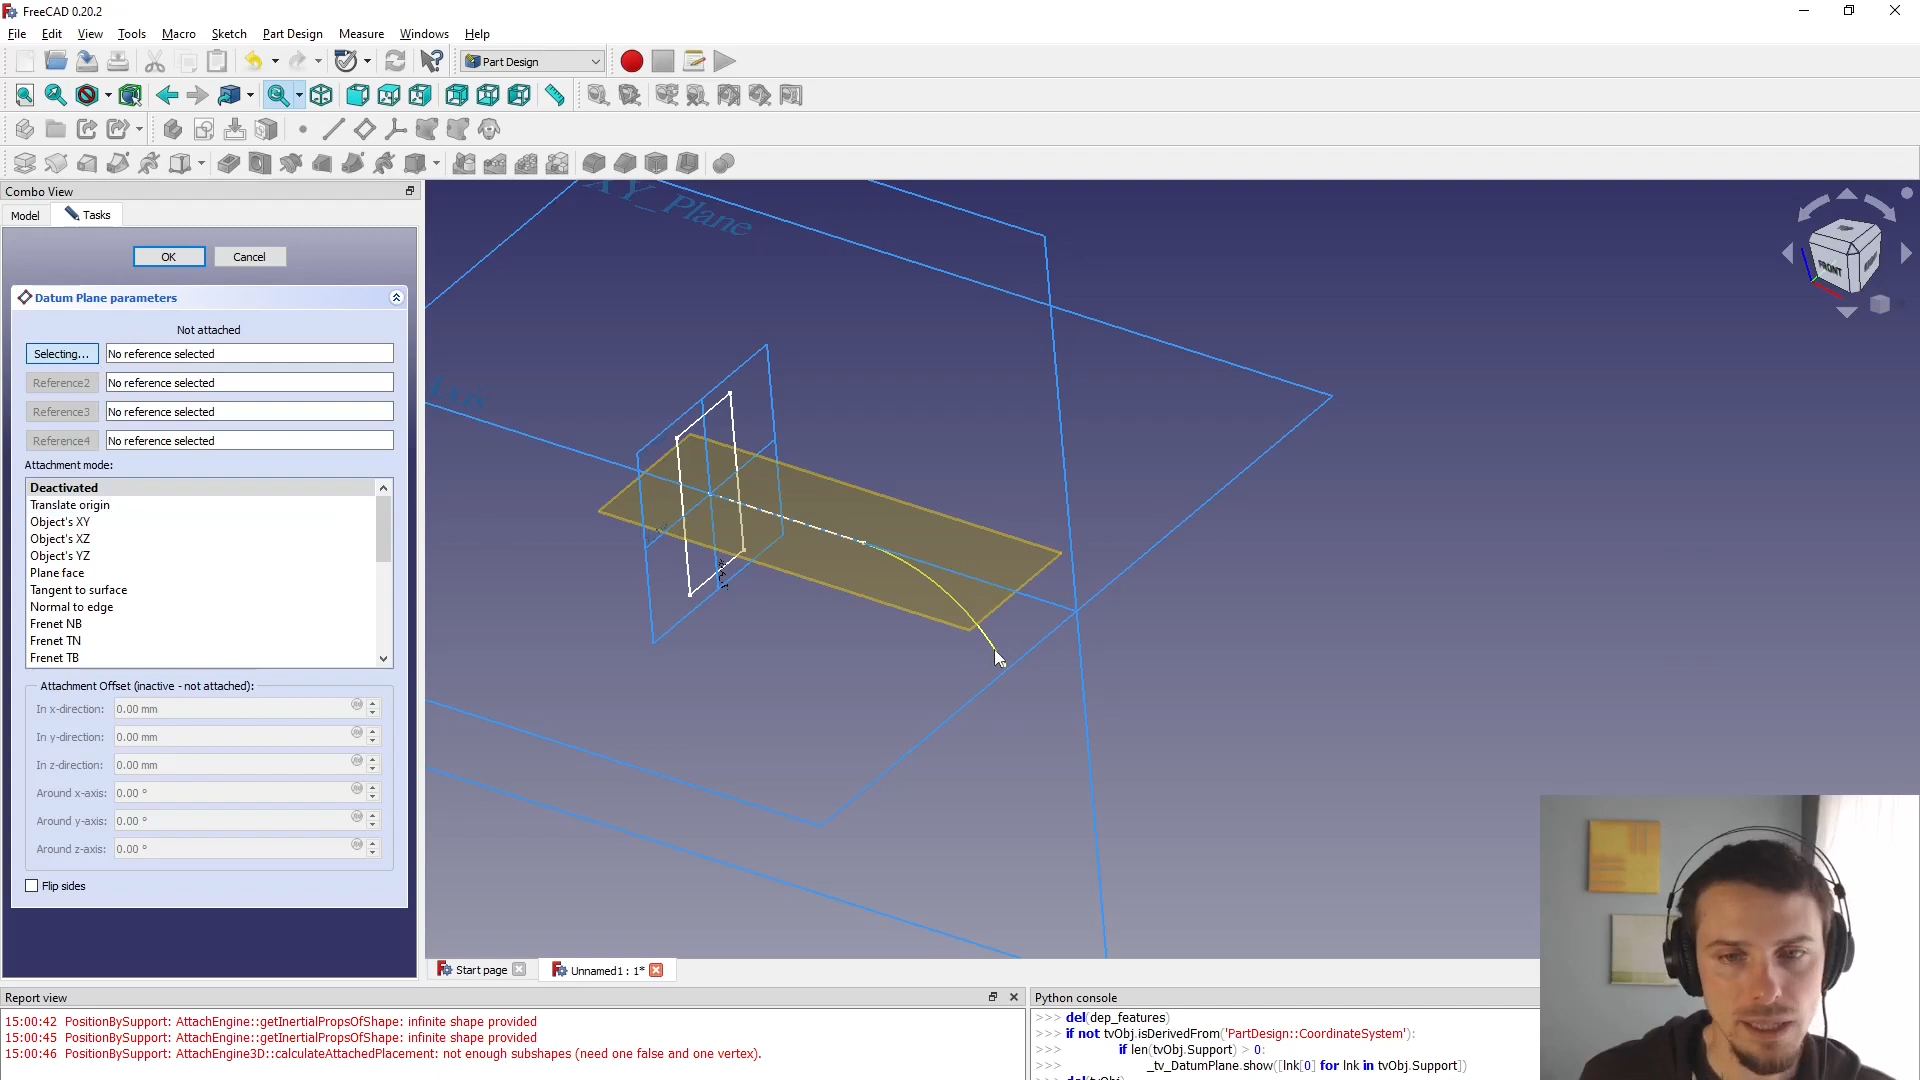 FreeCAD 0.20.2
File Edit View Tools Macro Sketch Part Design Measure Windows Help
Part Design
Combo View
Model Tasks
OK Cancel
Datum Plane parameters
Not attached
Selecting... No reference selected
Reference2 No reference selected
Reference3 No reference selected
Reference4 No reference selected
Attachment mode:
Deactivated
Translate origin
Object's XY
Object's XZ
Object's YZ
Plane face
Tangent to surface
Normal to edge
Frenet NB
Frenet TN
Frenet TB
Attachment Offset (inactive - not attached):
In x-direction: 0.00 mm
In y-direction: 0.00 mm
In z-direction: 0.00 mm
Around x-axis: 0.00 °
Around y-axis: 0.00 °
Around z-axis: 0.00 °
Flip sides
XY_Plane
Axis
FRONT
Start page Unnamed1 : 1*
Report view
15:00:42 PositionBySupport: AttachEngine::getInertialPropsOfShape: infinite shape provided
15:00:45 PositionBySupport: AttachEngine::getInertialPropsOfShape: infinite shape provided
15:00:46 PositionBySupport: AttachEngine3D::calculateAttachedPlacement: not enough subshapes (need one false and one vertex).
Python console
>>> del(dep_features)
>>> if not tvObj.isDerivedFrom('PartDesign::CoordinateSystem'):
>>> if len(tvObj.Support) > 0:
>>> _tv_DatumPlane.show([lnk[0] for lnk in tvObj.Support])
>>> del(tvObj)